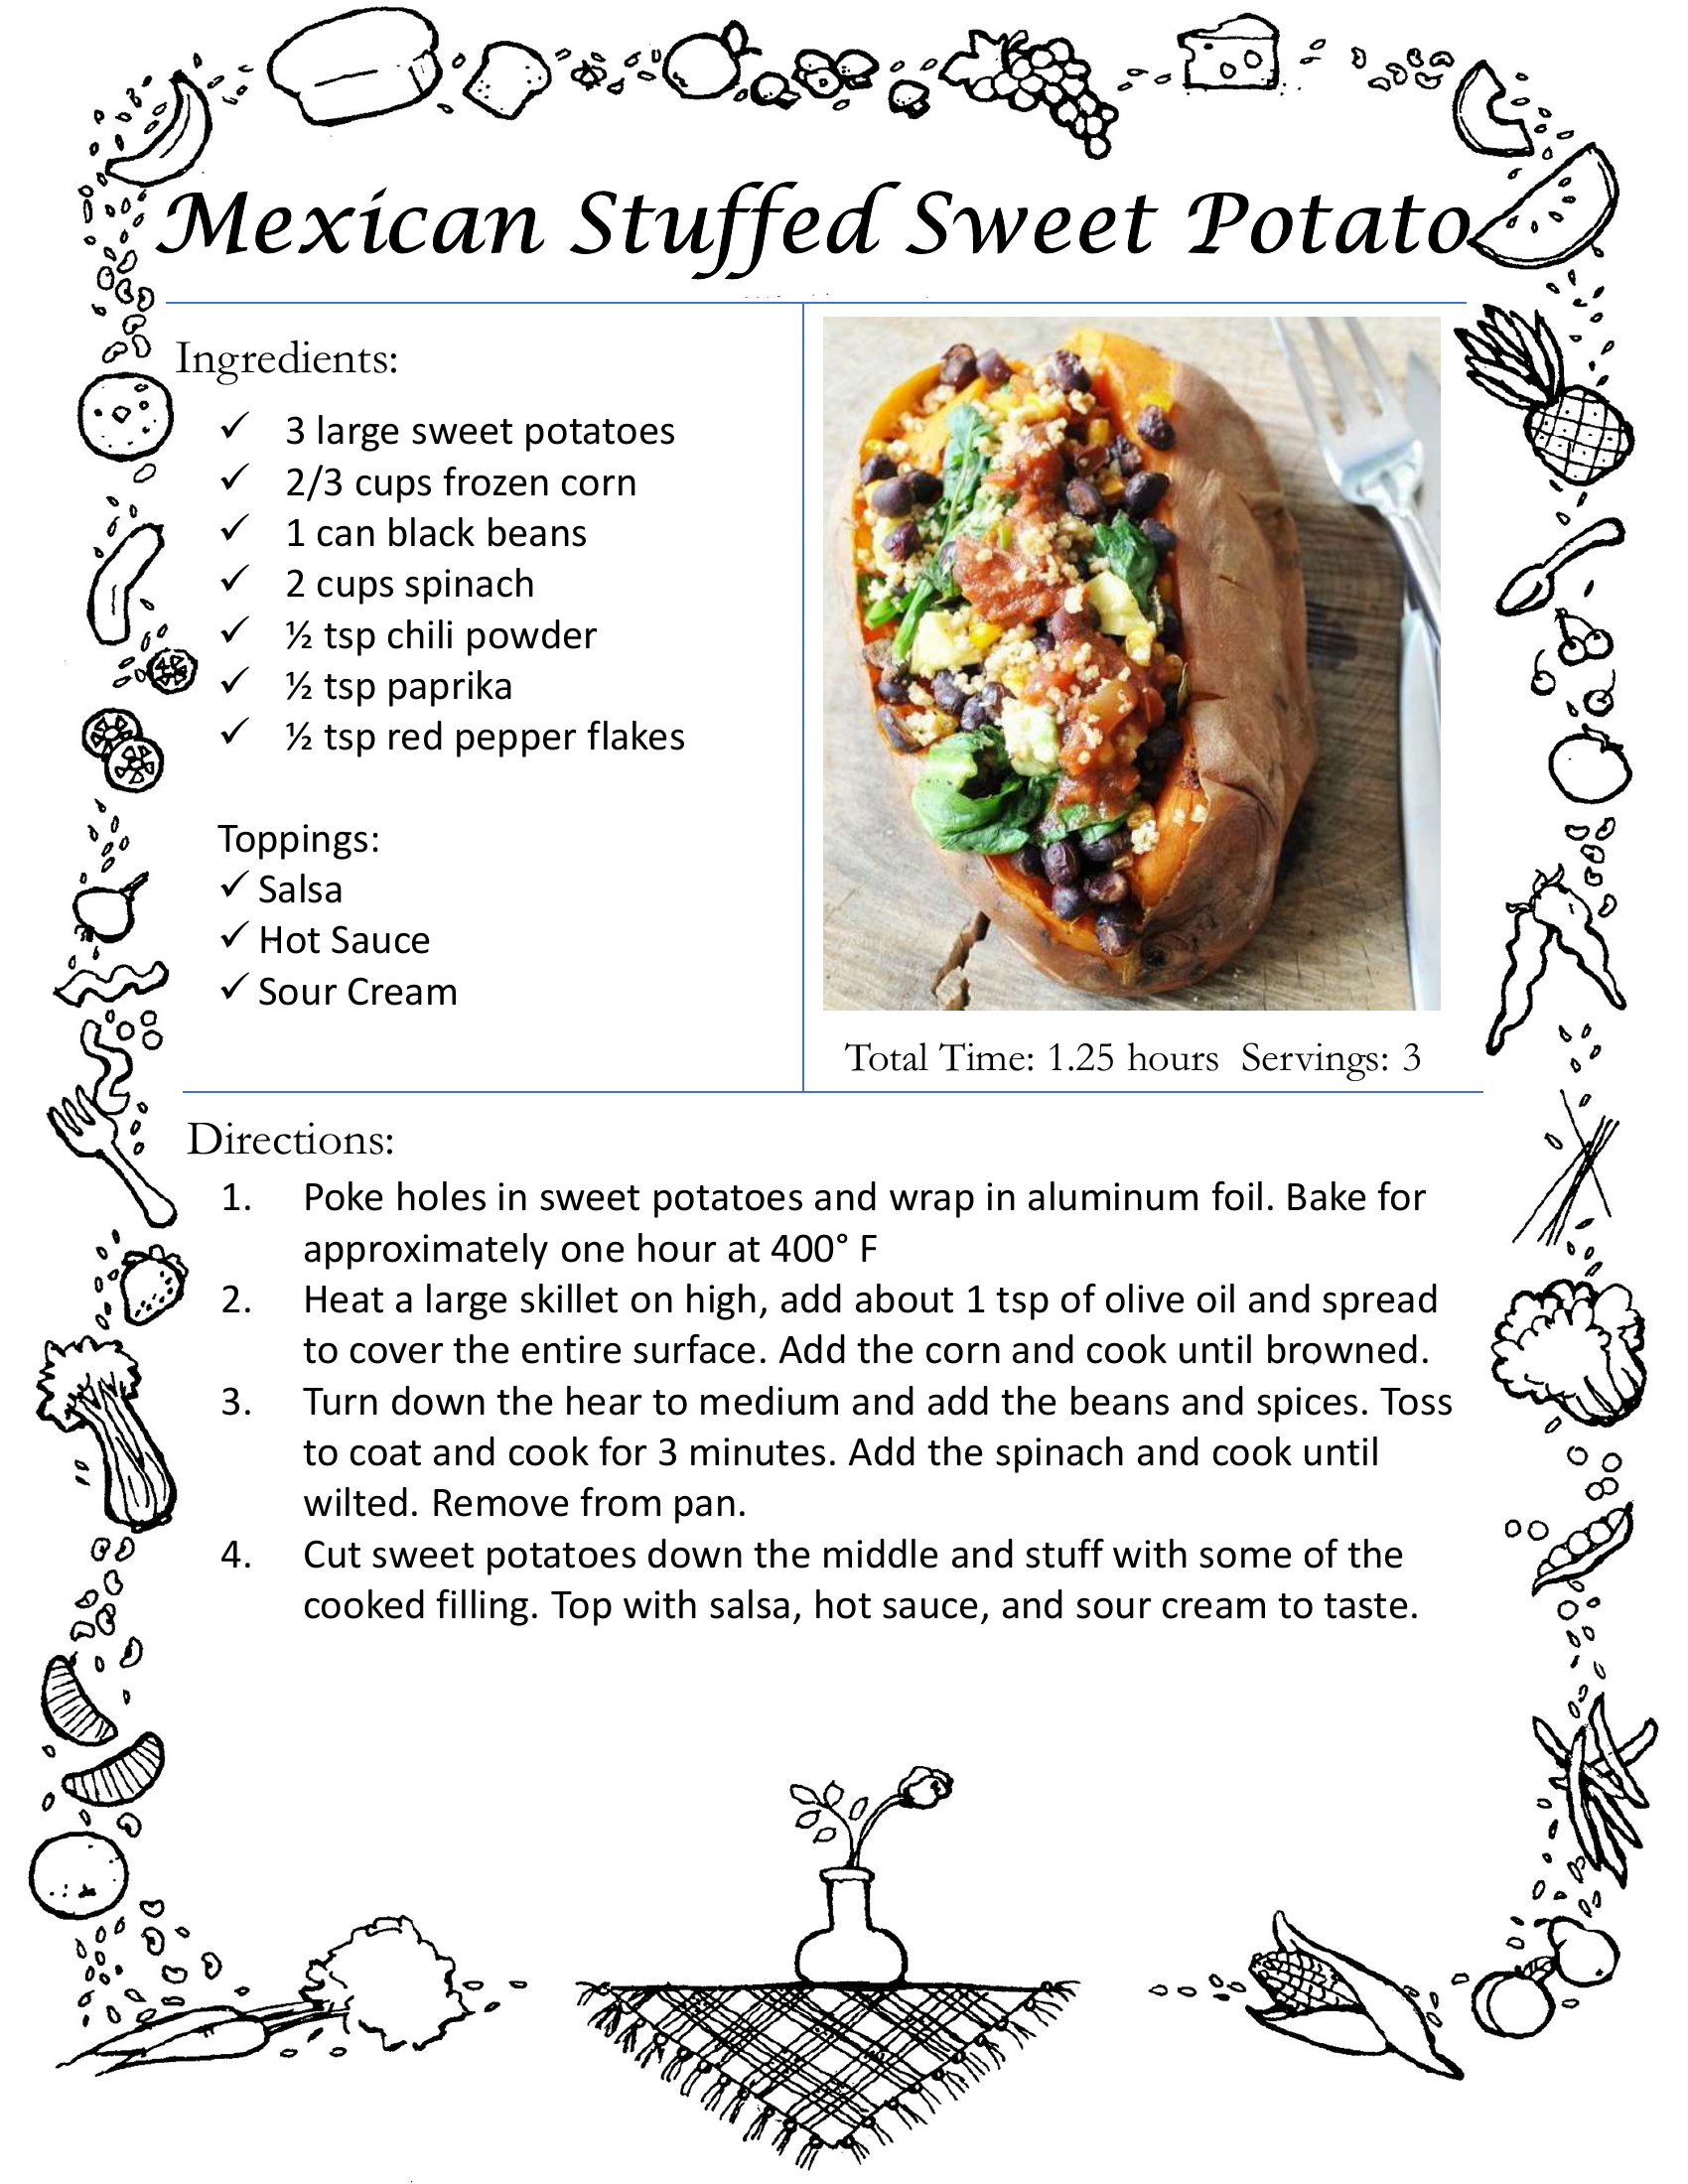 Mexican Stuffed Sweet Potato
Ingredients:
✓ 3 large sweet potatoes
✓ 2/3 cups frozen corn
✓ 1 can black beans
✓ 2 cups spinach
✓ ½ tsp chili powder
✓ ½ tsp paprika
✓ ½ tsp red pepper flakes
Toppings:
✓ Salsa
✓ Hot Sauce
✓ Sour Cream
Total Time: 1.25 hours Servings: 3
Directions:
1. Poke holes in sweet potatoes and wrap in aluminum foil. Bake for
approximately one hour at 400° F
2. Heat a large skillet on high, add about 1 tsp of olive oil and spread
to cover the entire surface. Add the corn and cook until browned.
3. Turn down the hear to medium and add the beans and spices. Toss
to coat and cook for 3 minutes. Add the spinach and cook until
wilted. Remove from pan.
4. Cut sweet potatoes down the middle and stuff with some of the
cooked filling. Top with salsa, hot sauce, and sour cream to taste.